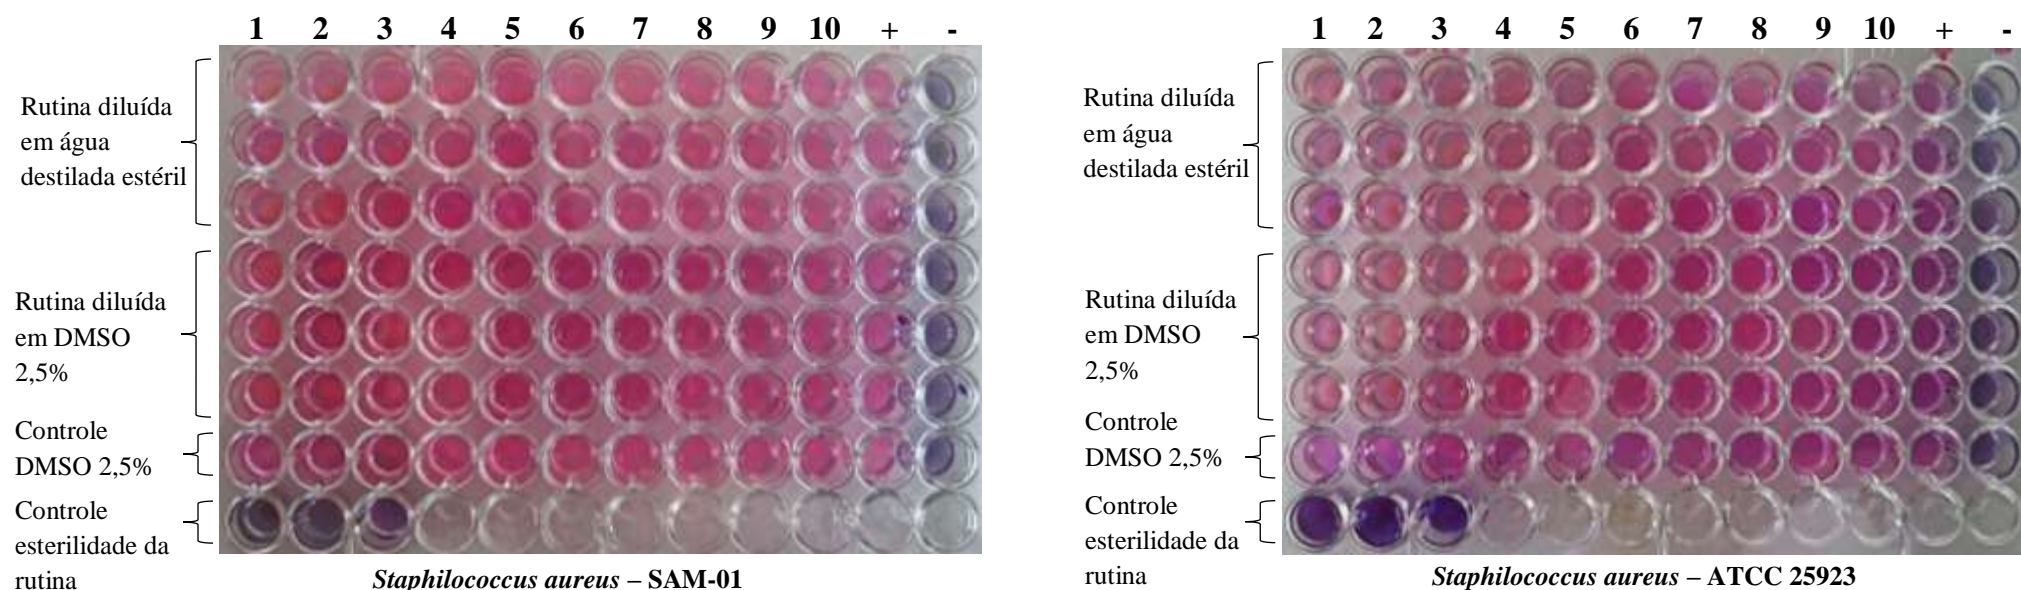 1 2 3 4 5 6 7 8 9 10 + -
Rutina diluída
em água
destilada estéril
Rutina diluída
em DMSO
2,5%
Controle
DMSO 2,5%
Controle
esterilidade da
rutina
Staphilococcus aureus – SAM-01
1 2 3 4 5 6 7 8 9 10 + -
Rutina diluída
em água
destilada estéril
Rutina diluída
em DMSO
2,5%
Controle
DMSO 2,5%
Controle
esterilidade da
rutina
Staphilococcus aureus – ATCC 25923